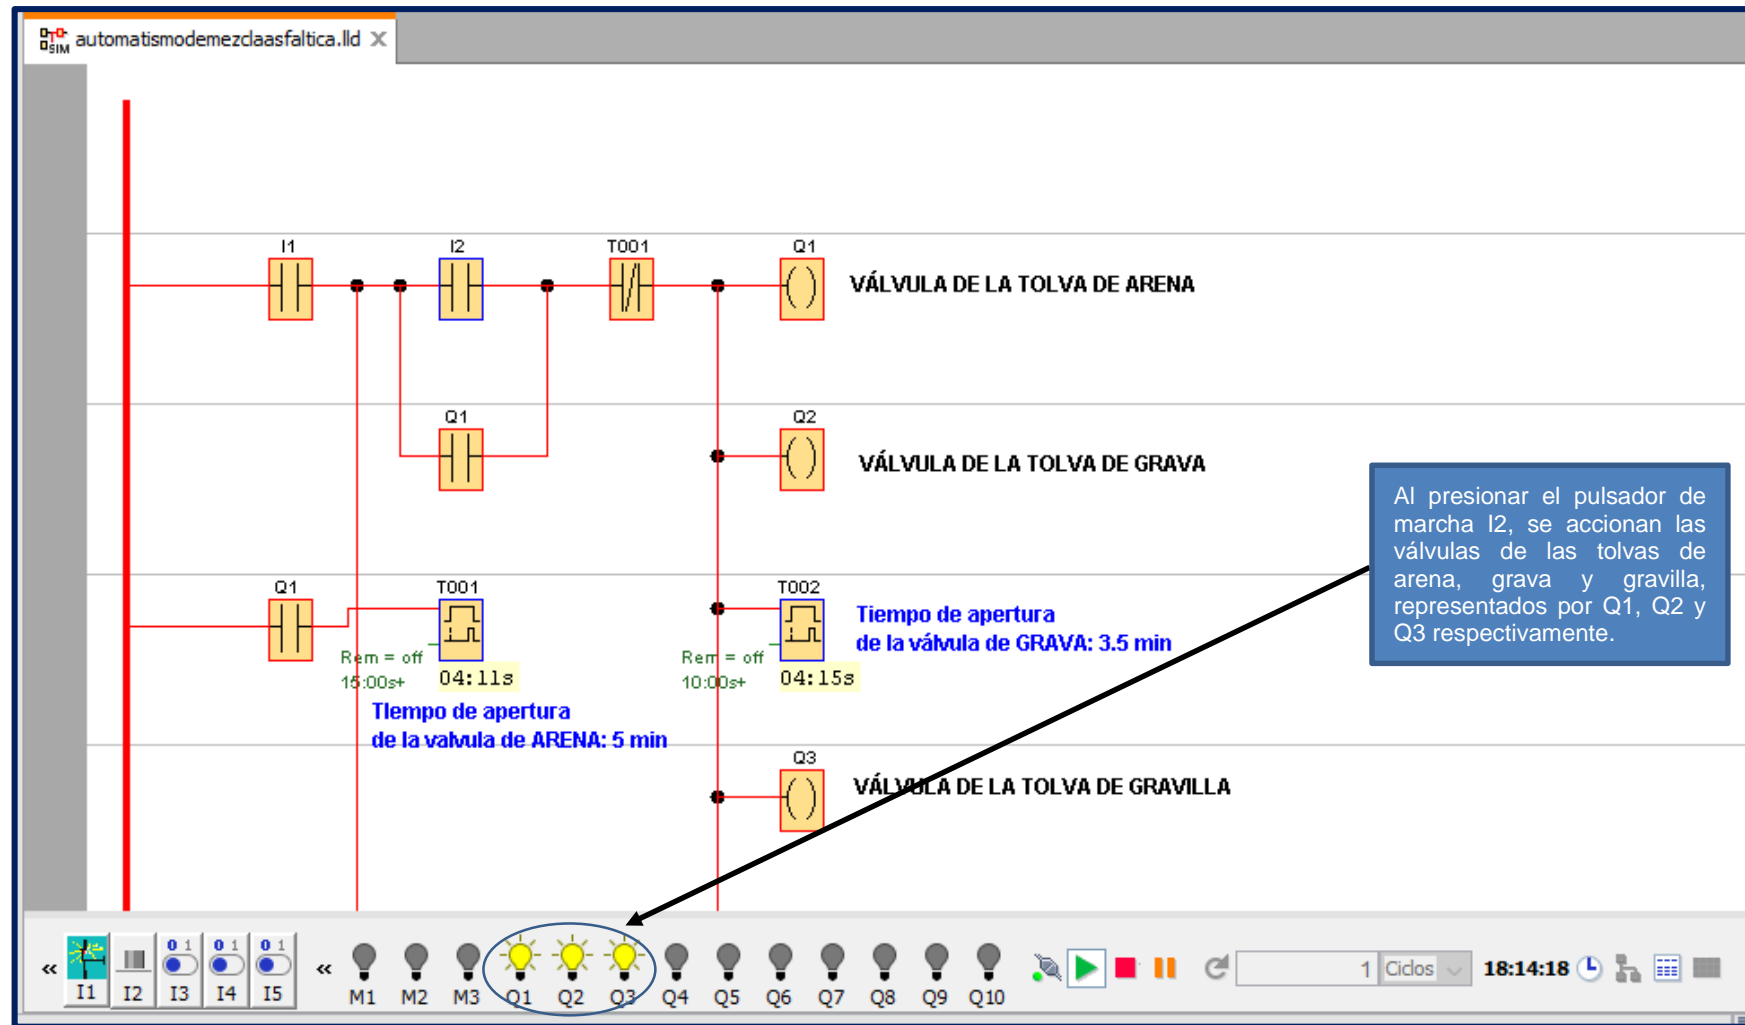 SIM automatismodemezclaasfaltica.lld
I1 I2 T001 Q1
VÁLVULA DE LA TOLVA DE ARENA
Q1 Q2
VÁLVULA DE LA TOLVA DE GRAVA
Al presionar el pulsador de
marcha I2, se accionan las
válvulas de las tolvas de
arena, grava y gravilla,
representados por Q1, Q2 y
Q3 respectivamente.
Q1 T001 T002
Rem = off
15:00s+
04:11s
TIempo de apertura
de la valvula de ARENA: 5 min
Rem = off
10:00s+
04:15s
Tiempo de apertura
de la válvula de GRAVA: 3.5 min
Q3
VÁLVULA DE LA TOLVA DE GRAVILLA
« I1 I2 0 1 I3 0 1 I4 0 1 I5 « M1 M2 M3 Q1 Q2 Q3 Q4 Q5 Q6 Q7 Q8 Q9 Q10 1 Ciclos 18:14:18